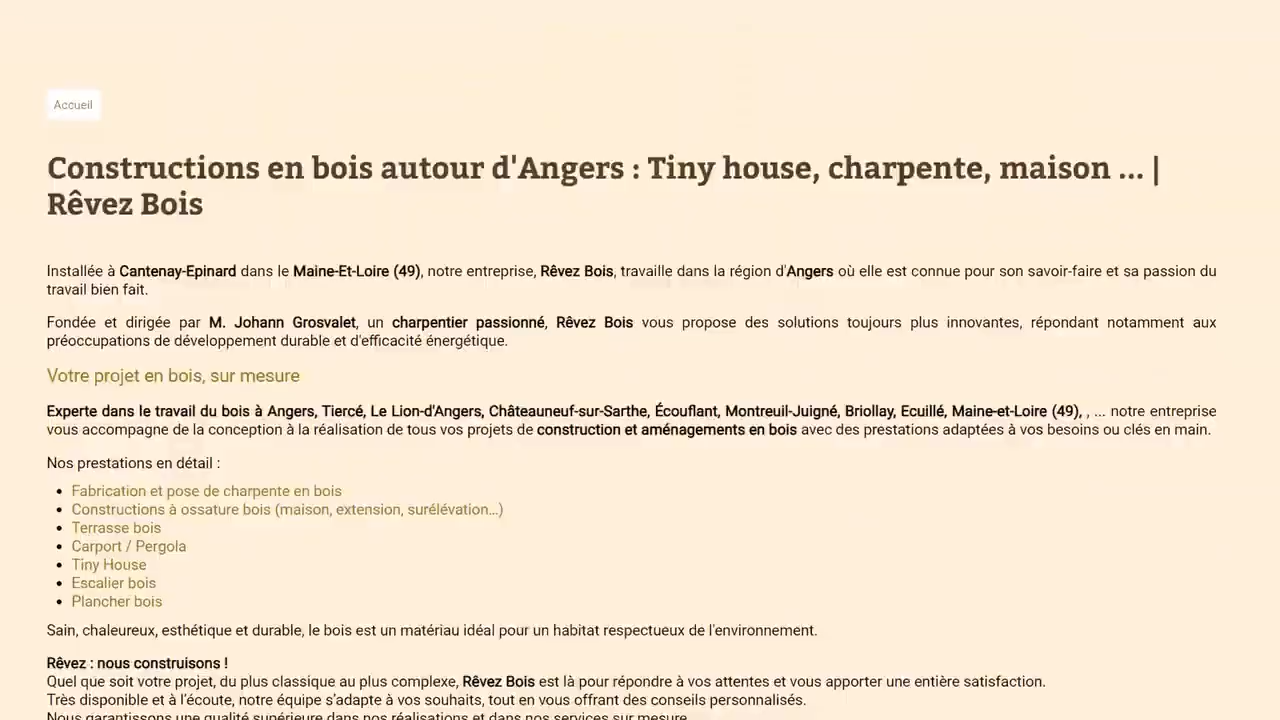 Accueil
Constructions en bois autour d'Angers : Tiny house, charpente, maison ... |
Rêvez Bois
Installée à Cantenay-Epinard dans le Maine-Et-Loire (49), notre entreprise, Rêvez Bois, travaille dans la région d'Angers où elle est connue pour son savoir-faire et sa passion du
travail bien fait.
Fondée et dirigée par M. Johann Grosvalet, un charpentier passionné, Rêvez Bois vous propose des solutions toujours plus innovantes, répondant notamment aux
préoccupations de développement durable et d'efficacité énergétique.
Votre projet en bois, sur mesure
Experte dans le travail du bois à Angers, Tiercé, Le Lion-d'Angers, Châteauneuf-sur-Sarthe, Écouflant, Montreuil-Juigné, Briollay, Ecuillé, Maine-et-Loire (49), , ... notre entreprise
vous accompagne de la conception à la réalisation de tous vos projets de construction et aménagements en bois avec des prestations adaptées à vos besoins ou clés en main.
Nos prestations en détail :
• Fabrication et pose de charpente en bois
• Constructions à ossature bois (maison, extension, surélévation…)
• Terrasse bois
• Carport / Pergola
• Tiny House
• Escalier bois
• Plancher bois
Sain, chaleureux, esthétique et durable, le bois est un matériau idéal pour un habitat respectueux de l'environnement.
Rêvez : nous construisons !
Quel que soit votre projet, du plus classique au plus complexe, Rêvez Bois est là pour répondre à vos attentes et vous apporter une entière satisfaction.
Très disponible et à l’écoute, notre équipe s’adapte à vos souhaits, tout en vous offrant des conseils personnalisés.
Nous garantissons une qualité supérieure dans nos réalisations et dans nos services sur mesure.